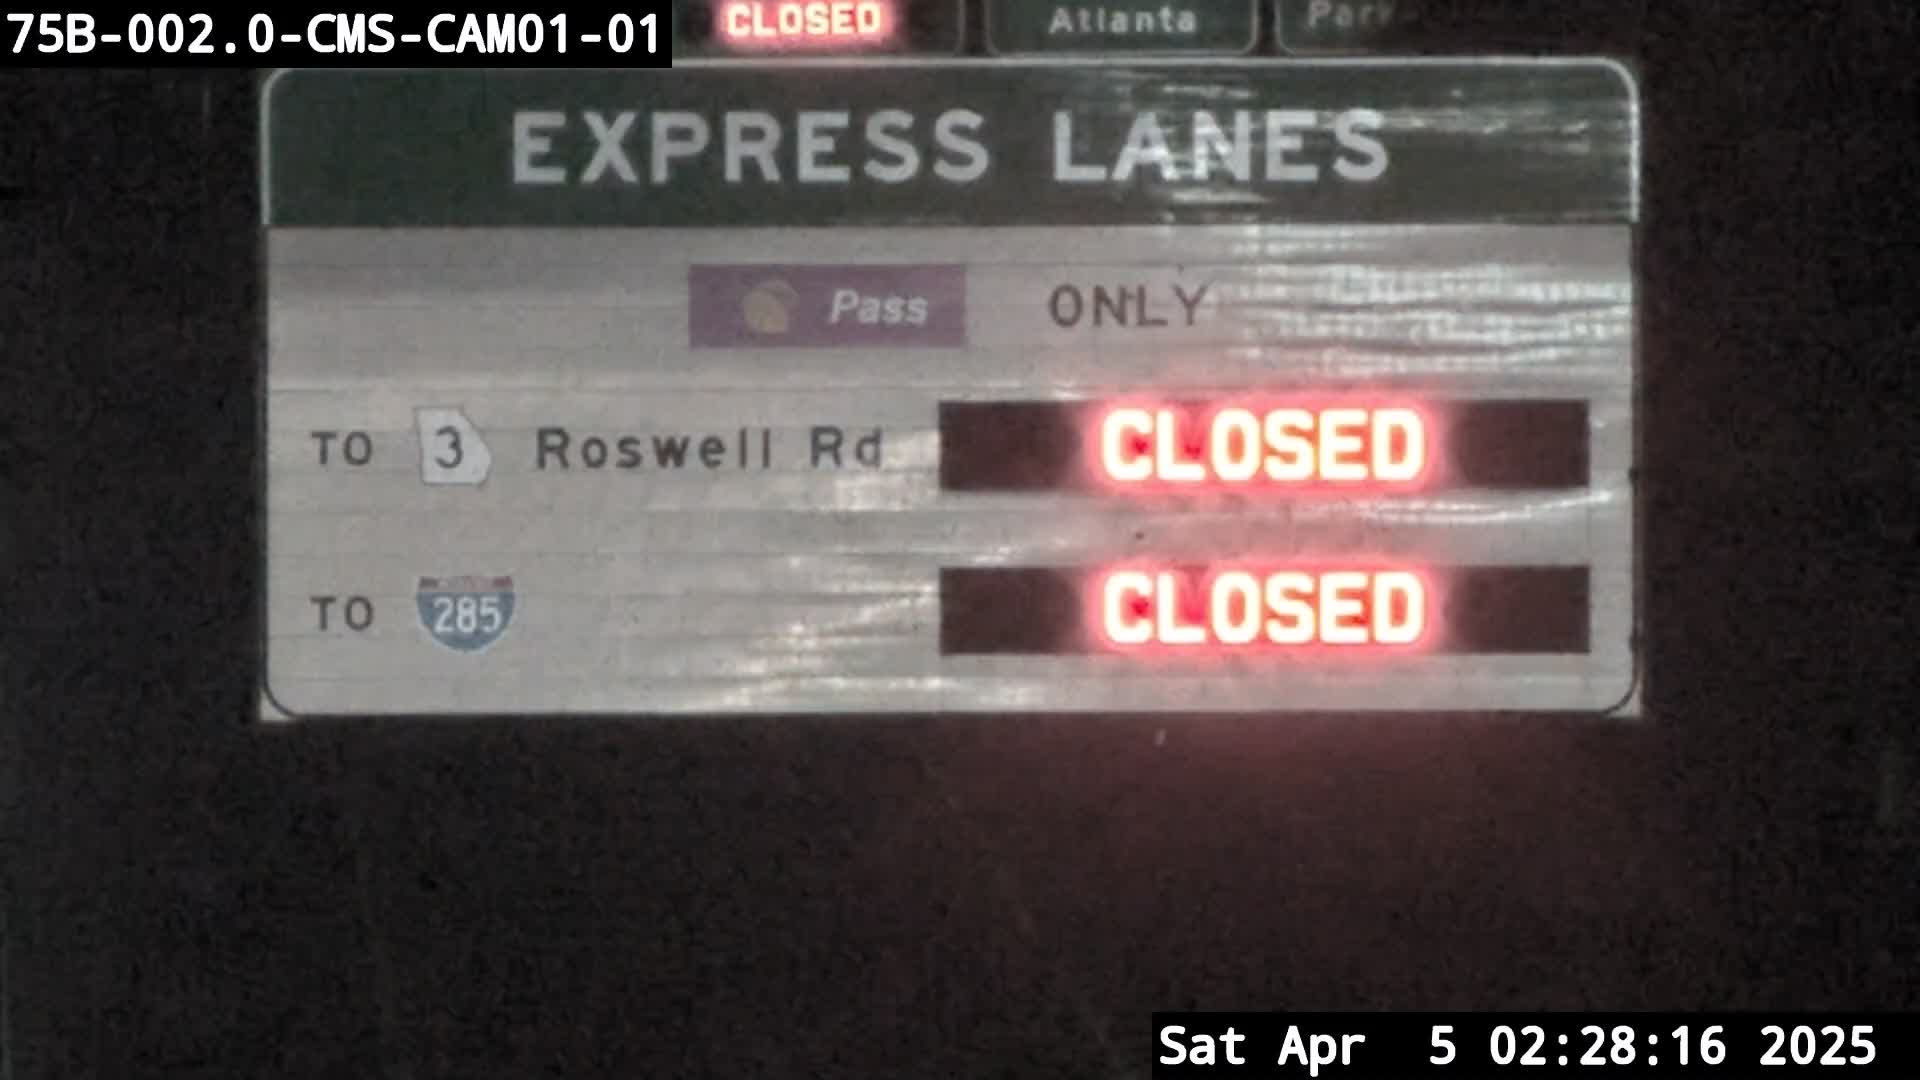 75B-002.0-CMS-CAM01-01
CLOSED
Atlanta
EXPRESS LANES
Pass ONLY
TO 3 Roswell Rd CLOSED
TO 285 CLOSED
Sat Apr 5 02:28:16 2025